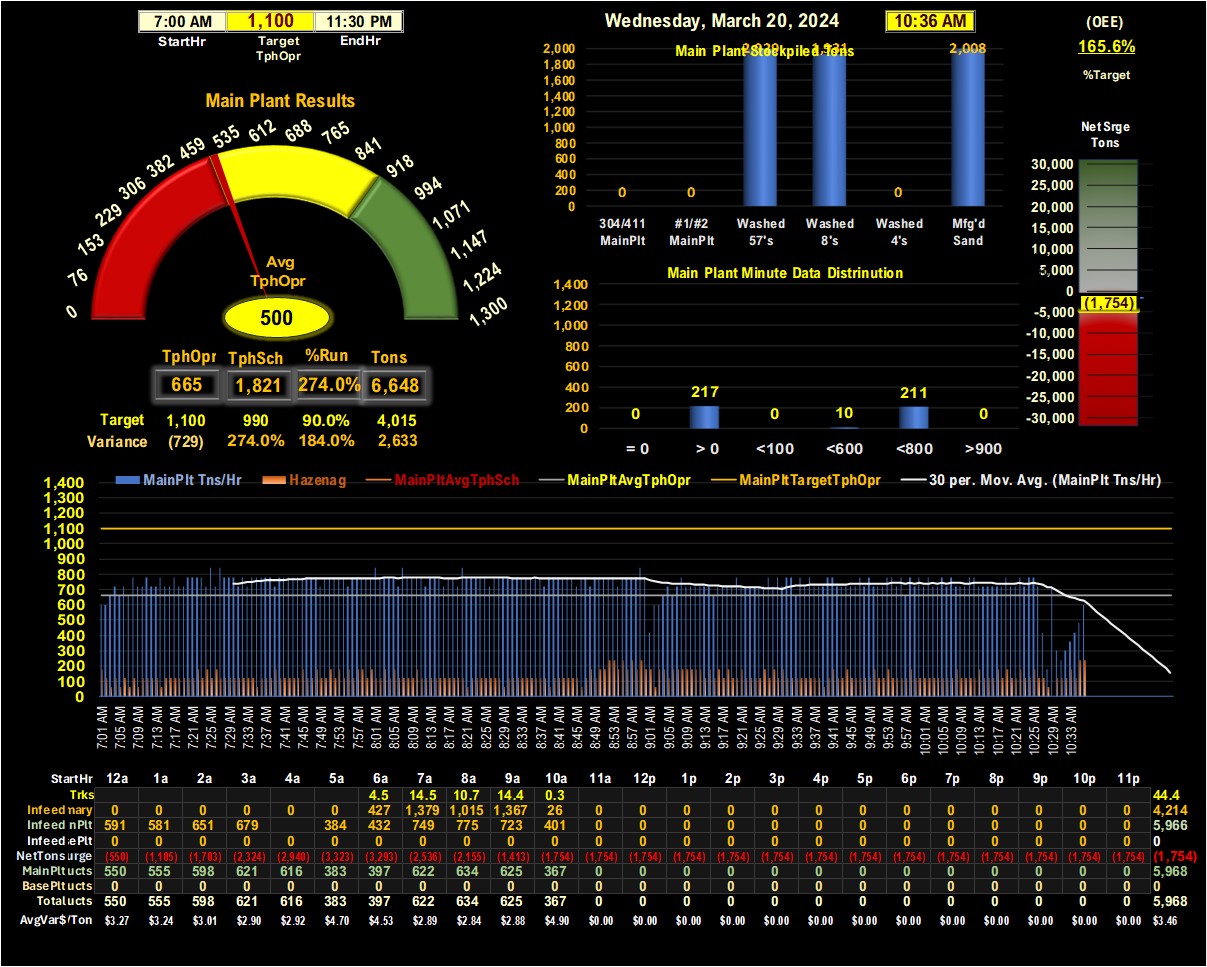 7:00 AM 1,100 11:30 PM
StartHr Target TphOpr EndHr
Wednesday, March 20, 2024 10:36 AM
(OEE)
165.6%
%Target
Main Plant Results
0 76 153 229 306 382 459 535 612 688 765 841 918 994 1,071 1,147 1,224 1,300
Avg
TphOpr
500
TphOpr TphSch %Run Tons
665 1,821 274.0% 6,648
Target 1,100 990 90.0% 4,015
Variance (729) 274.0% 184.0% 2,633
Main Plant Stockpiled Tons
2,000
1,800
1,600
1,400
1,200
1,000
800
600
400
200
0
0 0 0 2,008
304/411 MainPlt
#1/#2 MainPlt
Washed 57's
Washed 8's
Washed 4's
Mfg'd Sand
Main Plant Minute Data Distrinution
1,400
1,200
1,000
800
600
400
200
0
0 217 0 10 211 0
= 0 > 0 <100 <600 <800 >900
Net Srge
Tons
30,000
25,000
20,000
15,000
10,000
5,000
0
(1,754)
-5,000
-10,000
-15,000
-20,000
-25,000
-30,000
MainPlt Tns/Hr Hazenag MainPltAvgTphSch MainPltAvgTphOpr MainPltTargetTphOpr 30 per. Mov. Avg. (MainPlt Tns/Hr)
1,400
1,300
1,200
1,100
1,000
900
800
700
600
500
400
300
200
100
0
7:01 AM 7:05 AM 7:09 AM 7:13 AM 7:17 AM 7:21 AM 7:25 AM 7:29 AM 7:33 AM 7:37 AM 7:41 AM 7:45 AM 7:49 AM 7:53 AM 7:57 AM 8:01 AM 8:05 AM 8:09 AM 8:13 AM 8:17 AM 8:21 AM 8:25 AM 8:29 AM 8:33 AM 8:37 AM 8:41 AM 8:45 AM 8:49 AM 8:53 AM 8:57 AM 9:01 AM 9:05 AM 9:09 AM 9:13 AM 9:17 AM 9:21 AM 9:25 AM 9:29 AM 9:33 AM 9:37 AM 9:41 AM 9:45 AM 9:49 AM 9:53 AM 9:57 AM 10:01 AM 10:05 AM 10:09 AM 10:13 AM 10:17 AM 10:21 AM 10:25 AM 10:29 AM 10:33 AM
StartHr 12a 1a 2a 3a 4a 5a 6a 7a 8a 9a 10a 11a 12p 1p 2p 3p 4p 5p 6p 7p 8p 9p 10p 11p
Trks 4.5 14.5 10.7 14.4 0.3 44.4
Infeed nary 0 0 0 0 0 0 427 1,379 1,015 1,367 26 0 0 0 0 0 0 0 0 0 0 0 0 0 4,214
Infeed nPlt 591 581 651 679 384 432 749 775 723 401 0 0 0 0 0 0 0 0 0 0 0 0 0 5,966
Infeed ePlt 0 0 0 0 0 0 0 0 0 0 0 0 0 0 0 0 0 0 0 0 0 0 0 0 0
NetTons urge (550) (1,105) (1,703) (2,324) (2,940) (3,323) (3,293) (2,536) (2,155) (1,413) (1,754) (1,754) (1,754) (1,754) (1,754) (1,754) (1,754) (1,754) (1,754) (1,754) (1,754) (1,754) (1,754) (1,754) (1,754)
MainPlt ucts 550 555 598 621 616 383 397 622 634 625 367 0 0 0 0 0 0 0 0 0 0 0 0 0 5,968
BasePlt ucts 0 0 0 0 0 0 0 0 0 0 0 0 0 0 0 0 0 0 0 0 0 0 0 0 0
Total ucts 550 555 598 621 616 383 397 622 634 625 367 0 0 0 0 0 0 0 0 0 0 0 0 0 5,968
AvgVar$/Ton $3.27 $3.24 $3.01 $2.90 $2.92 $4.70 $4.53 $2.89 $2.84 $2.88 $4.90 $0.00 $0.00 $0.00 $0.00 $0.00 $0.00 $0.00 $0.00 $0.00 $0.00 $0.00 $0.00 $0.00 $3.46